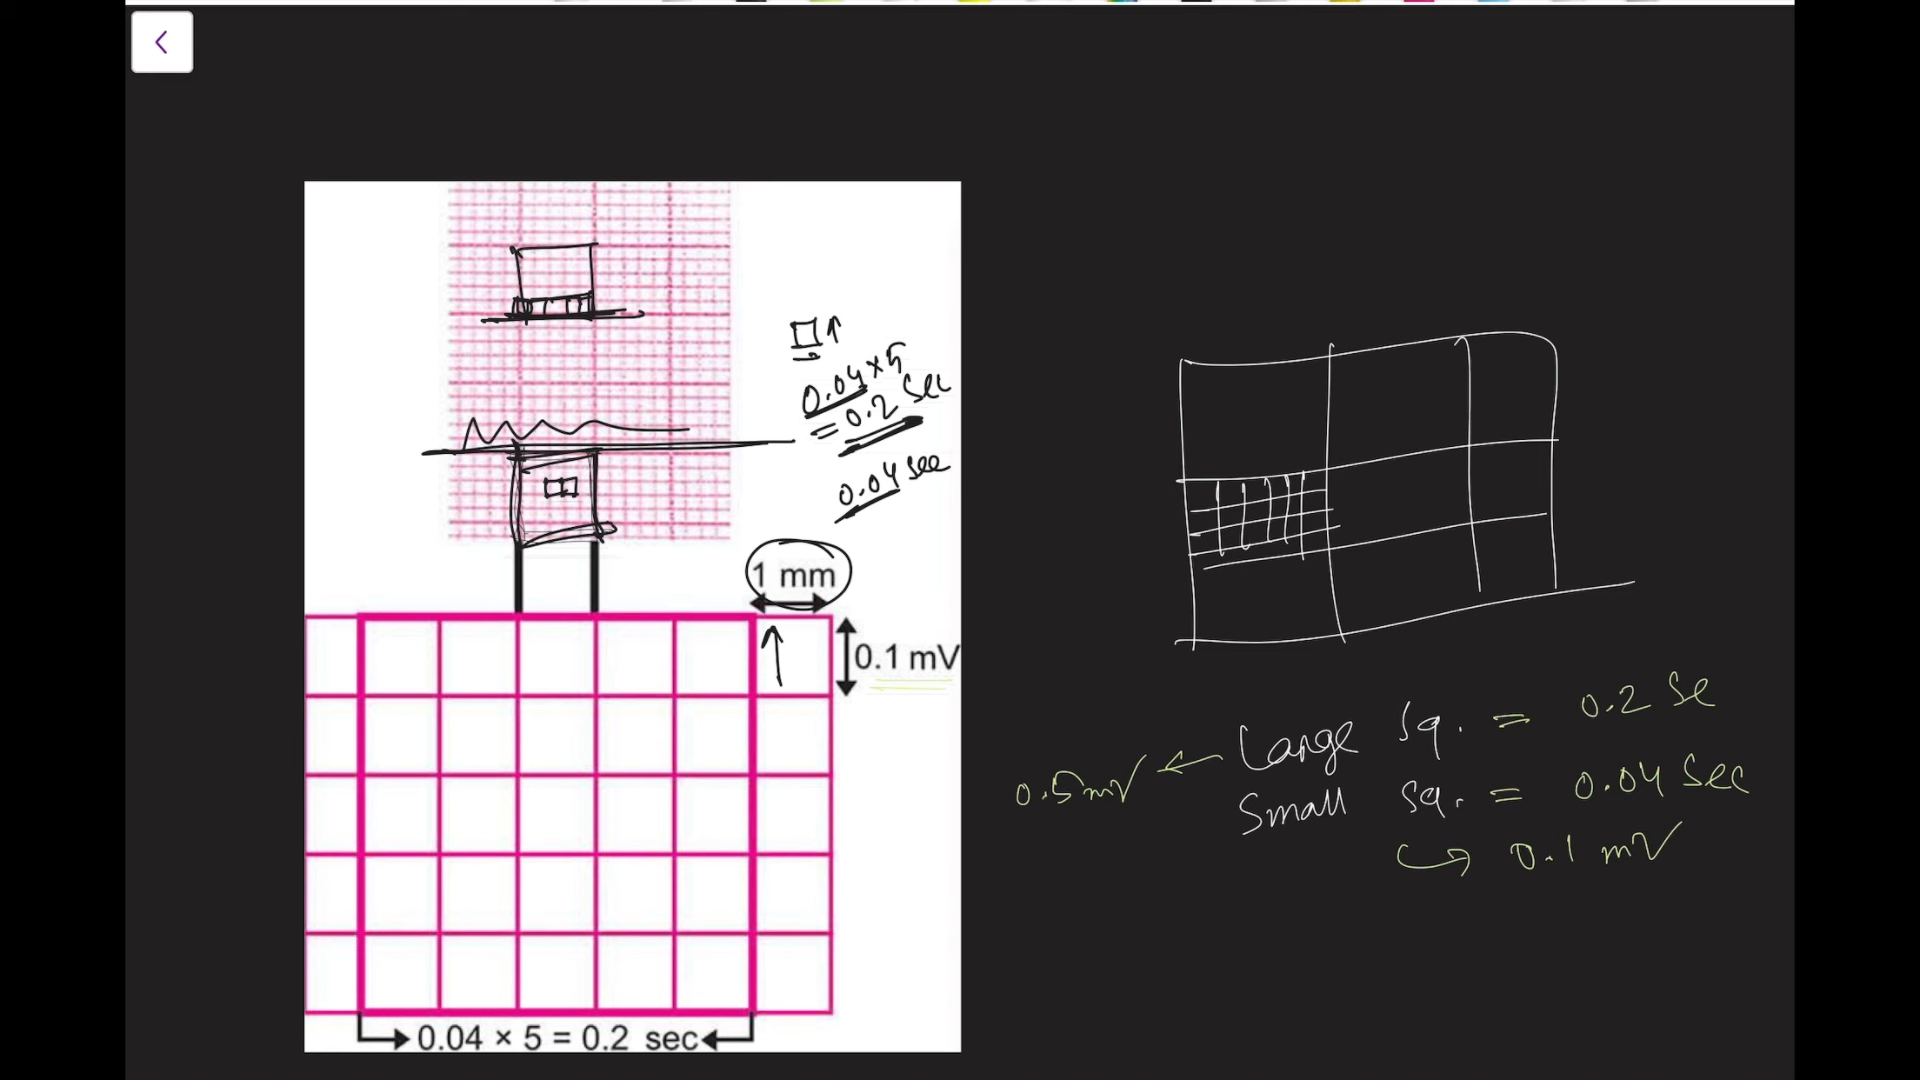 0.04 × 5
= 0.2 Sec
0.04 See
1 mm
0.1 mV
0.04 × 5 = 0.2 sec
Large Sq. = 0.2 Se
0.5mV ←
Small sq. = 0.04 Sec
↪ 0.1 mV